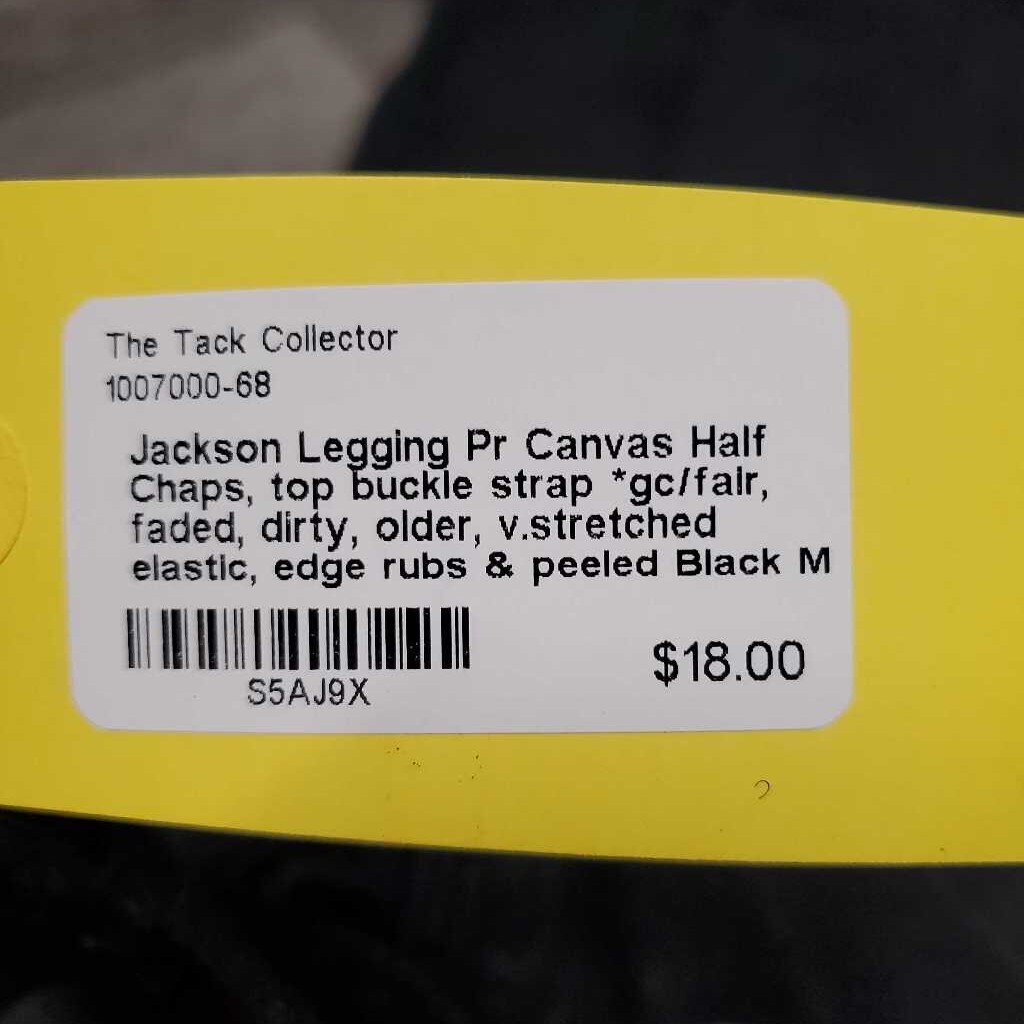 The Tack Collector
1007000-68
Jackson Legging Pr Canvas Half
Chaps, top buckle strap *gc/fair,
faded, dirty, older, v.stretched
elastic, edge rubs & peeled Black M
S5AJ9X
$18.00